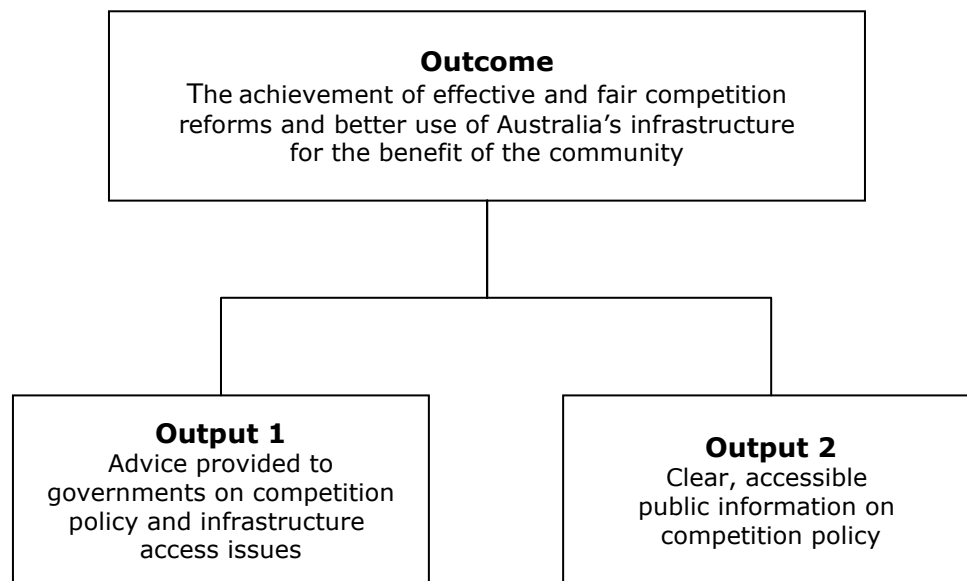 Outcome
The achievement of effective and fair competition
reforms and better use of Australia’s infrastructure
for the benefit of the community
Output 1
Advice provided to
governments on competition
policy and infrastructure
access issues
Output 2
Clear, accessible
public information on
competition policy